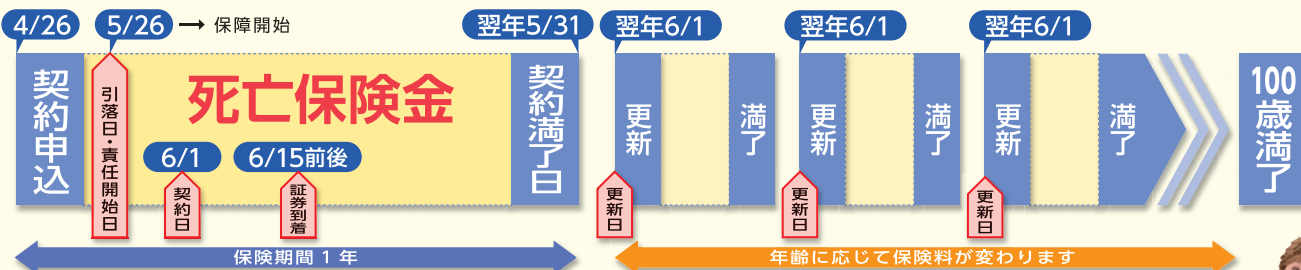 4/26
5/26
保障開始
翌年5/31
翌年6/1
翌年6/1
翌年6/1
契約申込
引落日・責任開始日
死亡保険金
6/1
契約日
6/15前後
証券到着
契約満了日
更新
満了
更新
満了
更新
満了
100歳満了
更新日
更新日
更新日
保険期間1年
年齢に応じて保険料が変わります